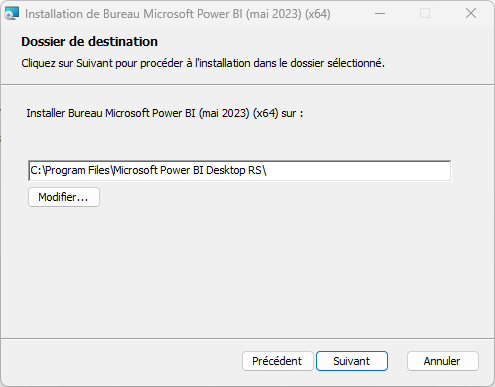 Installation de Bureau Microsoft Power BI (mai 2023) (x64)
Dossier de destination
Cliquez sur Suivant pour procéder à l'installation dans le dossier sélectionné.
Installer Bureau Microsoft Power BI (mai 2023) (x64) sur :
C:\Program Files\Microsoft Power BI Desktop RS\
Modifier...
Précédent
Suivant
Annuler